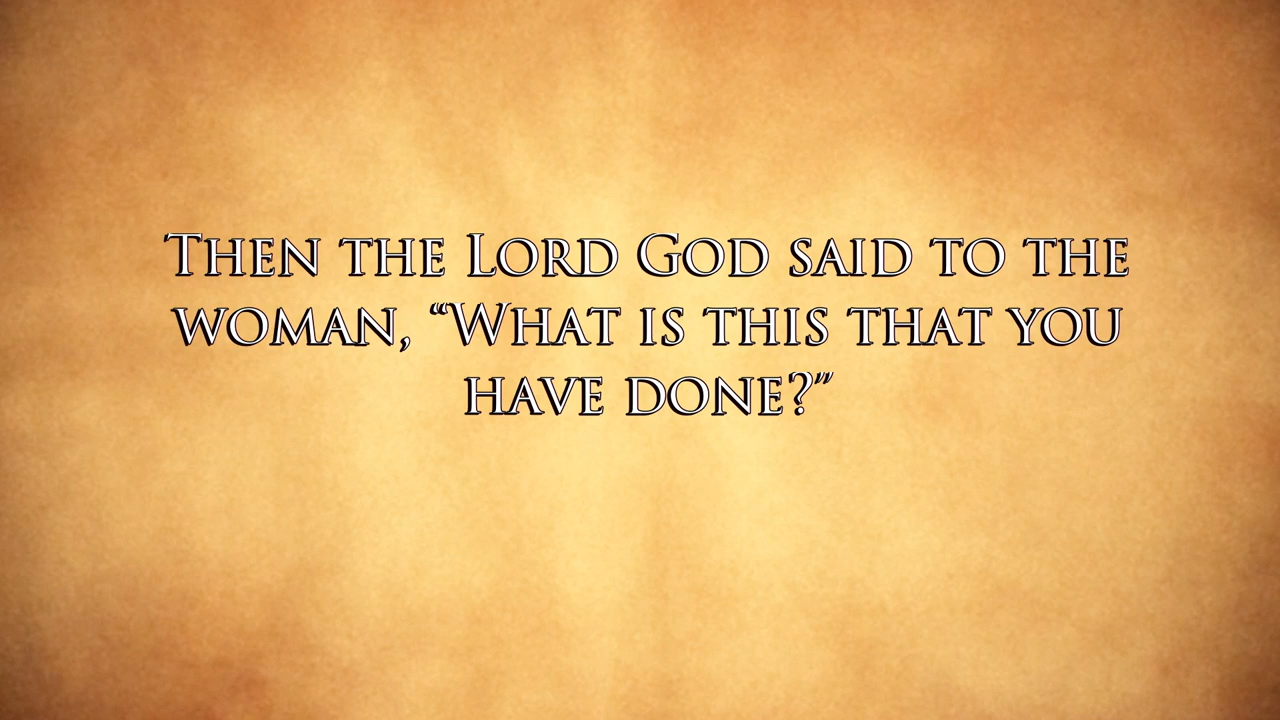 Then the Lord God said to the
woman, “What is this that you
have done?”